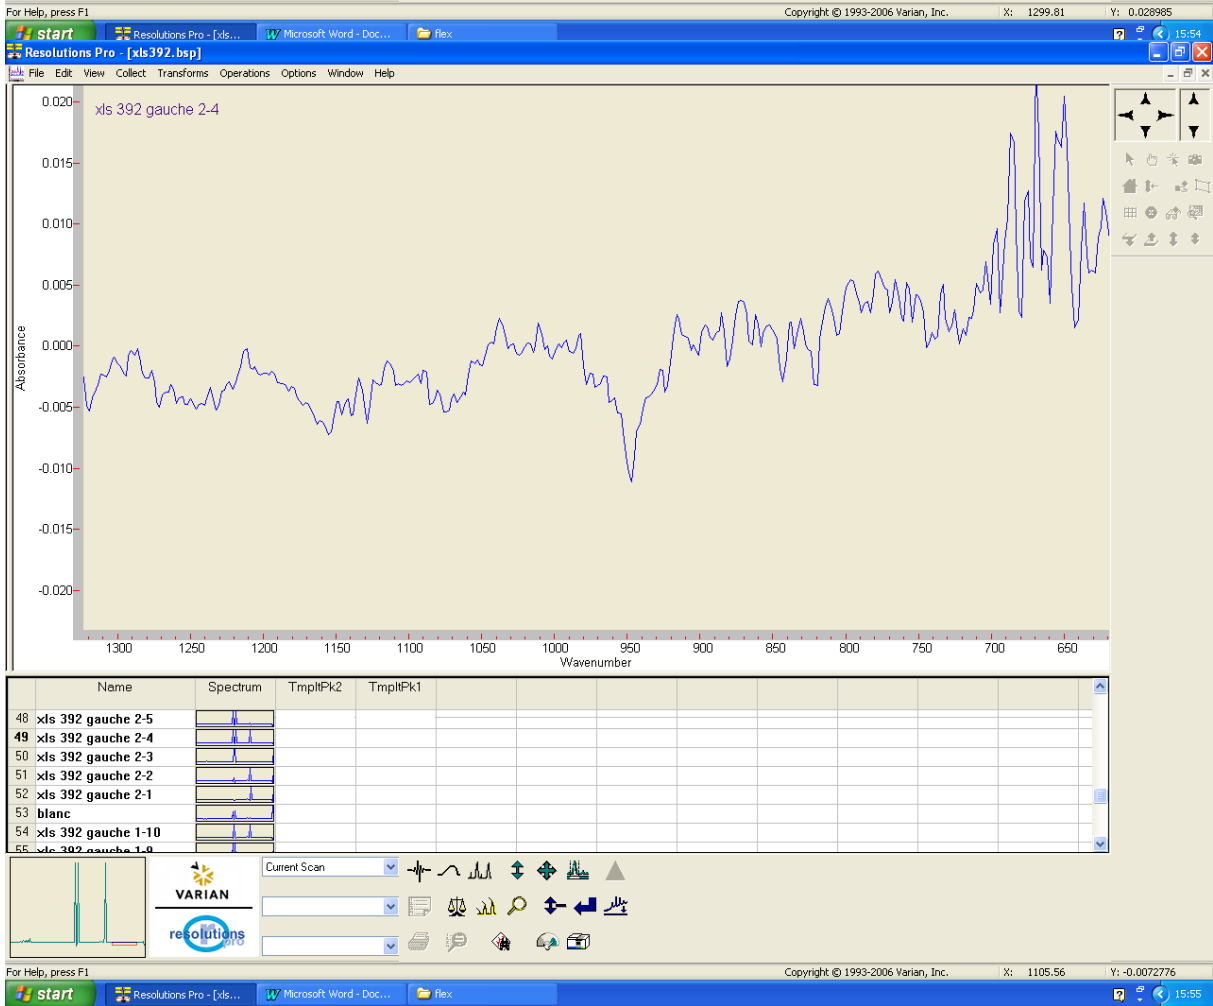 For Help, press F1 Copyright © 1993-2006 Varian, Inc. X: 1299.81 Y: 0.028985
start Resolutions Pro - [xls... Microsoft Word - Doc... flex 15:54
Resolutions Pro - [xls392.bsp]
File Edit View Collect Transforms Operations Options Window Help
xls 392 gauche 2-4
0.020
0.015
0.010
0.005
0.000
-0.005
-0.010
-0.015
-0.020
Absorbance
1300 1250 1200 1150 1100 1050 1000 950 900 850 800 750 700 650
Wavenumber
Name Spectrum TmpltPk2 TmpltPk1
48 xls 392 gauche 2-5
49 xls 392 gauche 2-4
50 xls 392 gauche 2-3
51 xls 392 gauche 2-2
52 xls 392 gauche 2-1
53 blanc
54 xls 392 gauche 1-10
55 xls 392 gauche 1-9
Current Scan
VARIAN
resolutions
pro
For Help, press F1 Copyright © 1993-2006 Varian, Inc. X: 1105.56 Y: -0.0072776
start Resolutions Pro - [xls... Microsoft Word - Doc... flex 15:55